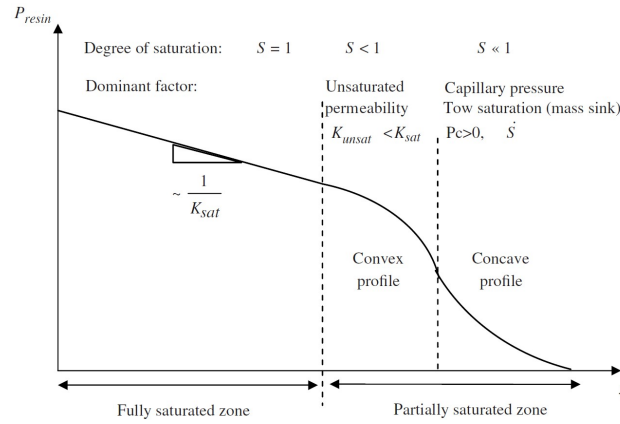 P_resin
Degree of saturation: S = 1 S < 1 S « 1
Dominant factor:
Unsaturated
permeability
K_unsat < K_sat
Capillary pressure
Tow saturation (mass sink)
Pc>0, Ṡ
~ 1 / K_sat
Convex
profile
Concave
profile
Fully saturated zone
Partially saturated zone